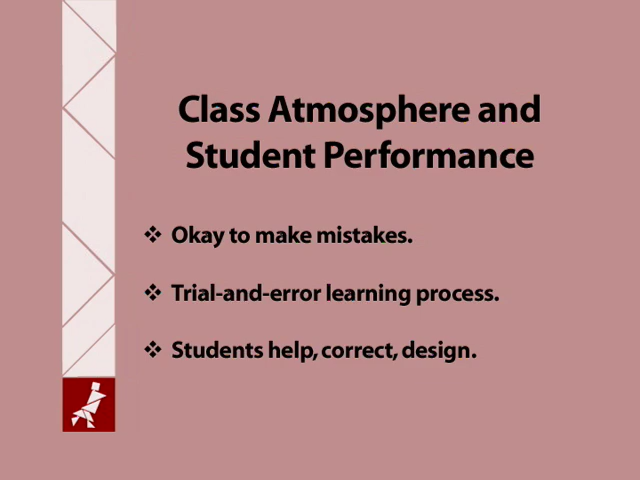 Class Atmosphere and
Student Performance
❖ Okay to make mistakes.
❖ Trial-and-error learning process.
❖ Students help, correct, design.